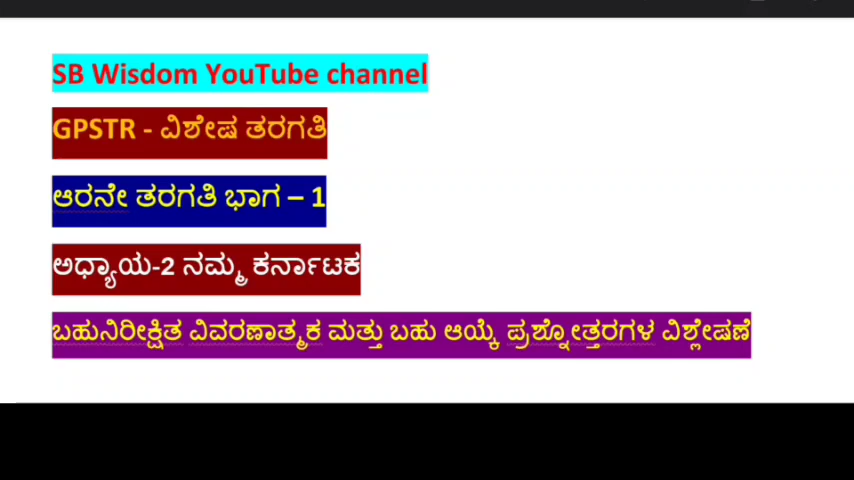 SB Wisdom YouTube channel
GPSTR - ವಿಶೇಷ ತರಗತಿ
ಆರನೇ ತರಗತಿ ಭಾಗ – 1
ಅಧ್ಯಾಯ-2 ನಮ್ಮ ಕರ್ನಾಟಕ
ಬಹುನಿರೀಕ್ಷಿತ ವಿವರಣಾತ್ಮಕ ಮತ್ತು ಬಹು ಆಯ್ಕೆ ಪ್ರಶ್ನೋತ್ತರಗಳ ವಿಶ್ಲೇಷಣೆ